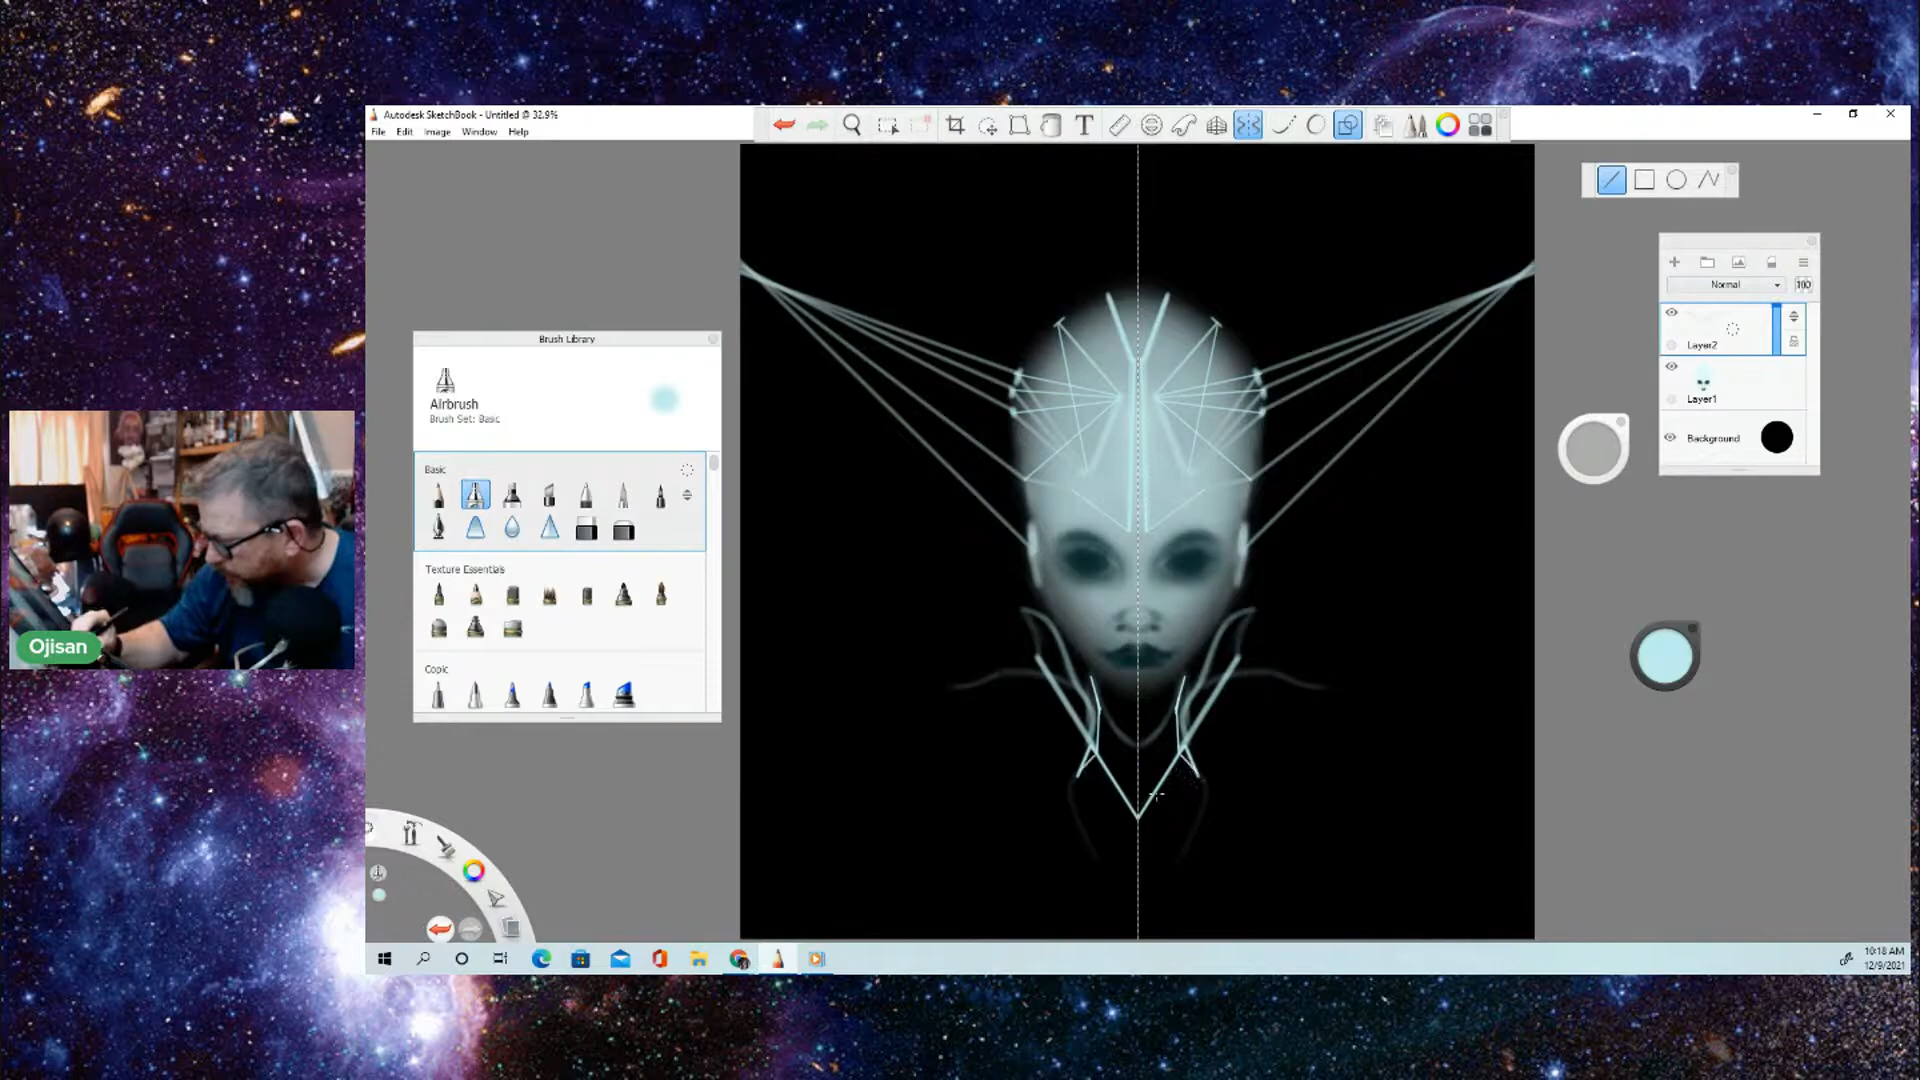 Autodesk SketchBook - Untitled @ 32.9%
File Edit Image Window Help
T
Brush Library
Airbrush
Brush Set: Basic
Basic
Texture Essentials
Copic
Normal
100
Layer2
Layer1
Background
Ojisan
10:18 AM
12/9/2021